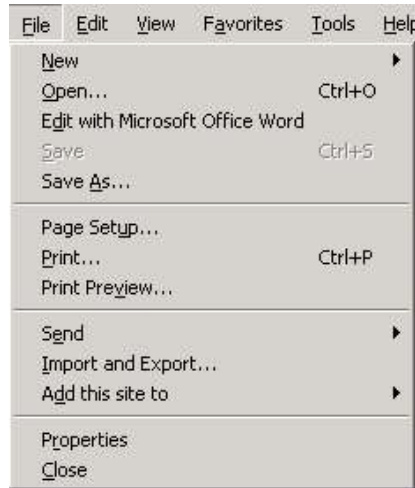 File Edit View Favorites Tools
New
Open... Ctrl+O
Edit with Microsoft Office Word
Save Ctrl+S
Save As...
Page Setup...
Print... Ctrl+P
Print Preview...
Send
Import and Export...
Add this site to
Properties
Close